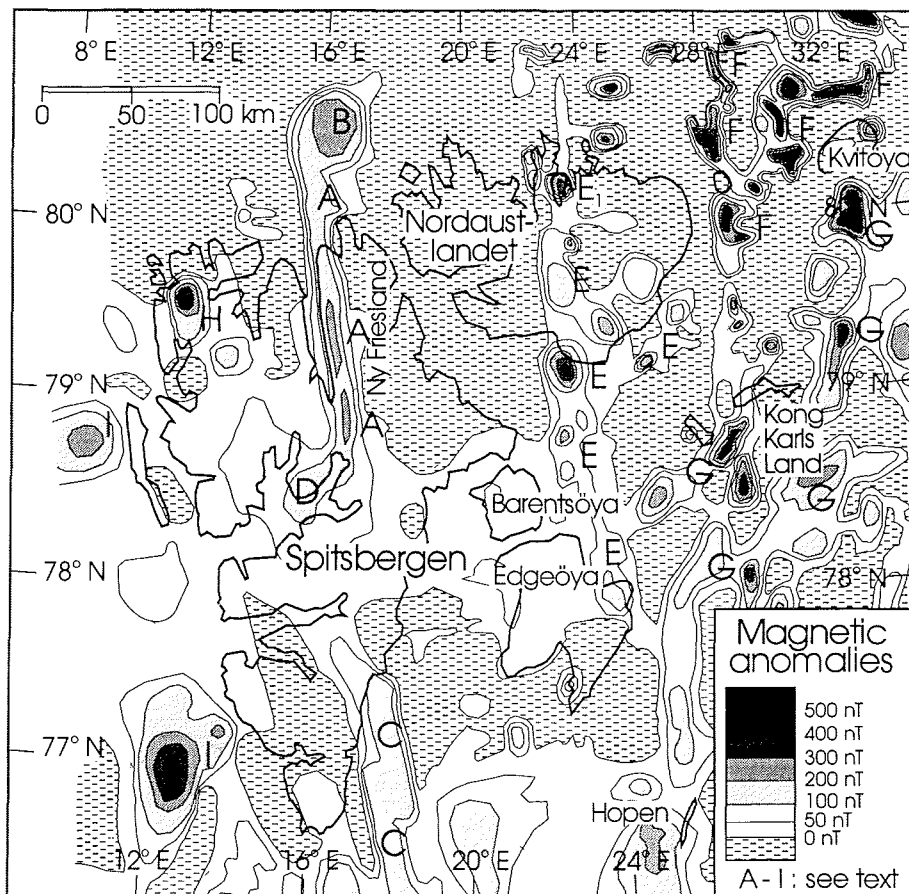 8° E 12° E 16° E 20° E 24° E 28° E 32° E
0 50 100 km
B
F
F
F
F
Kvitöya
A
E1
80° N
Nordaust-
landet
F
N
G
Ny Friesland
E
H
A
E
G
79° N
E
79° N
I
A
Kong
Karls
Land
E
G
G
D
Barentsöya
Spitsbergen
E
G
78° N
Edgeöya
78° N
Magnetic
anomalies
500 nT
400 nT
300 nT
200 nT
100 nT
50 nT
0 nT
A - I : see text
C
77° N
I
Hopen
C
12° E 16° E 20° E 24° E